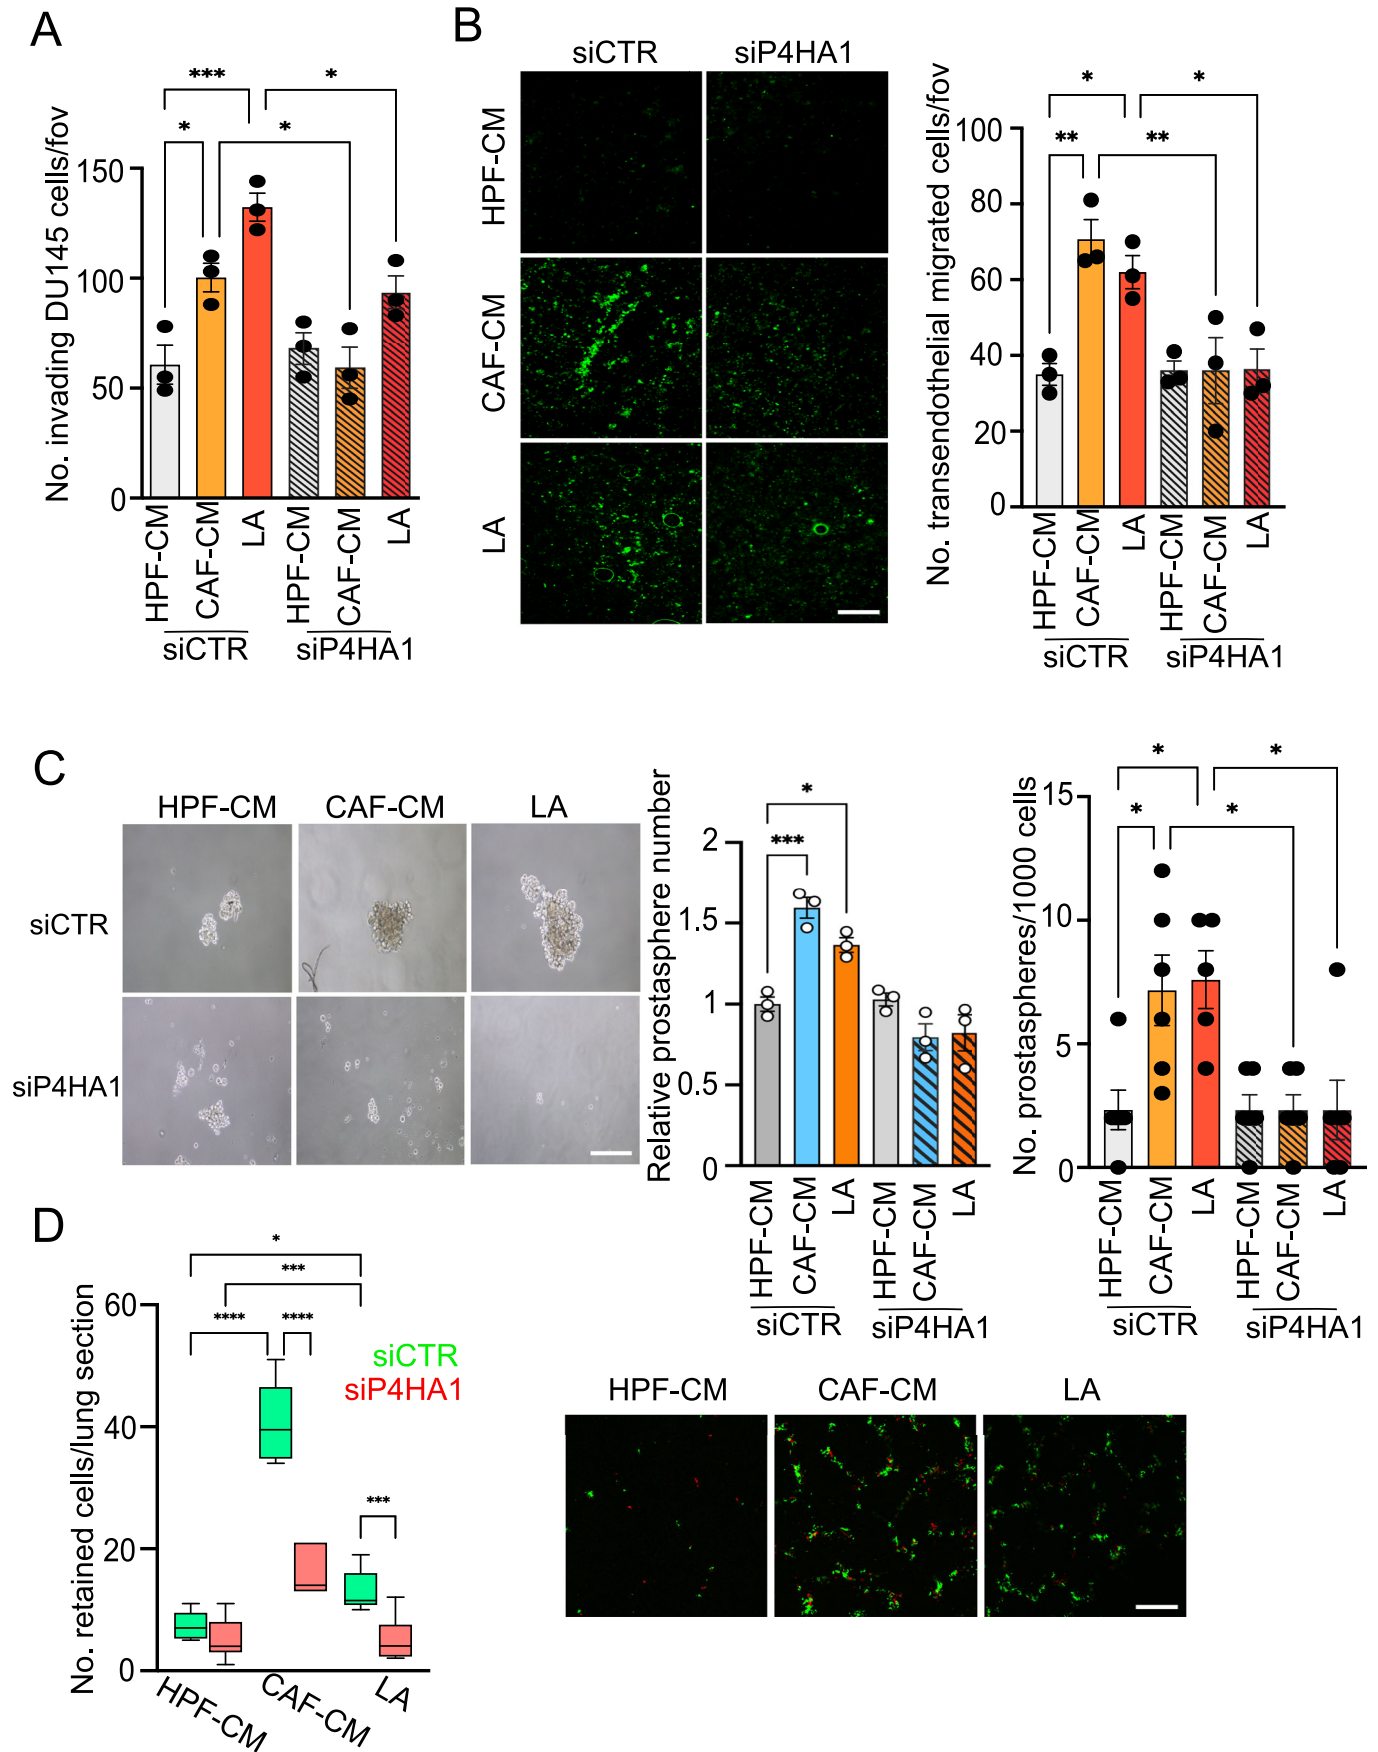 A
No. invading DU145 cells/fov
***
*
*
*
150
100
50
0
HPF-CM
CAF-CM
LA
HPF-CM
CAF-CM
LA
siCTR
siP4HA1
B
siCTR
siP4HA1
HPF-CM
CAF-CM
LA
No. transendothelial migrated cells/fov
*
*
**
**
100
80
60
40
20
0
HPF-CM
CAF-CM
LA
HPF-CM
CAF-CM
LA
siCTR
siP4HA1
C
HPF-CM
CAF-CM
LA
siCTR
siP4HA1
Relative prostasphere number
*
***
2
1.5
1
0.5
0
HPF-CM
CAF-CM
LA
HPF-CM
CAF-CM
LA
siCTR
siP4HA1
No. prostaspheres/1000 cells
*
*
*
*
15
10
5
0
HPF-CM
CAF-CM
LA
HPF-CM
CAF-CM
LA
siCTR
siP4HA1
D
No. retained cells/lung section
*
***
****
****
***
60
40
20
0
siCTR
siP4HA1
HPF-CM
CAF-CM
LA
HPF-CM
CAF-CM
LA